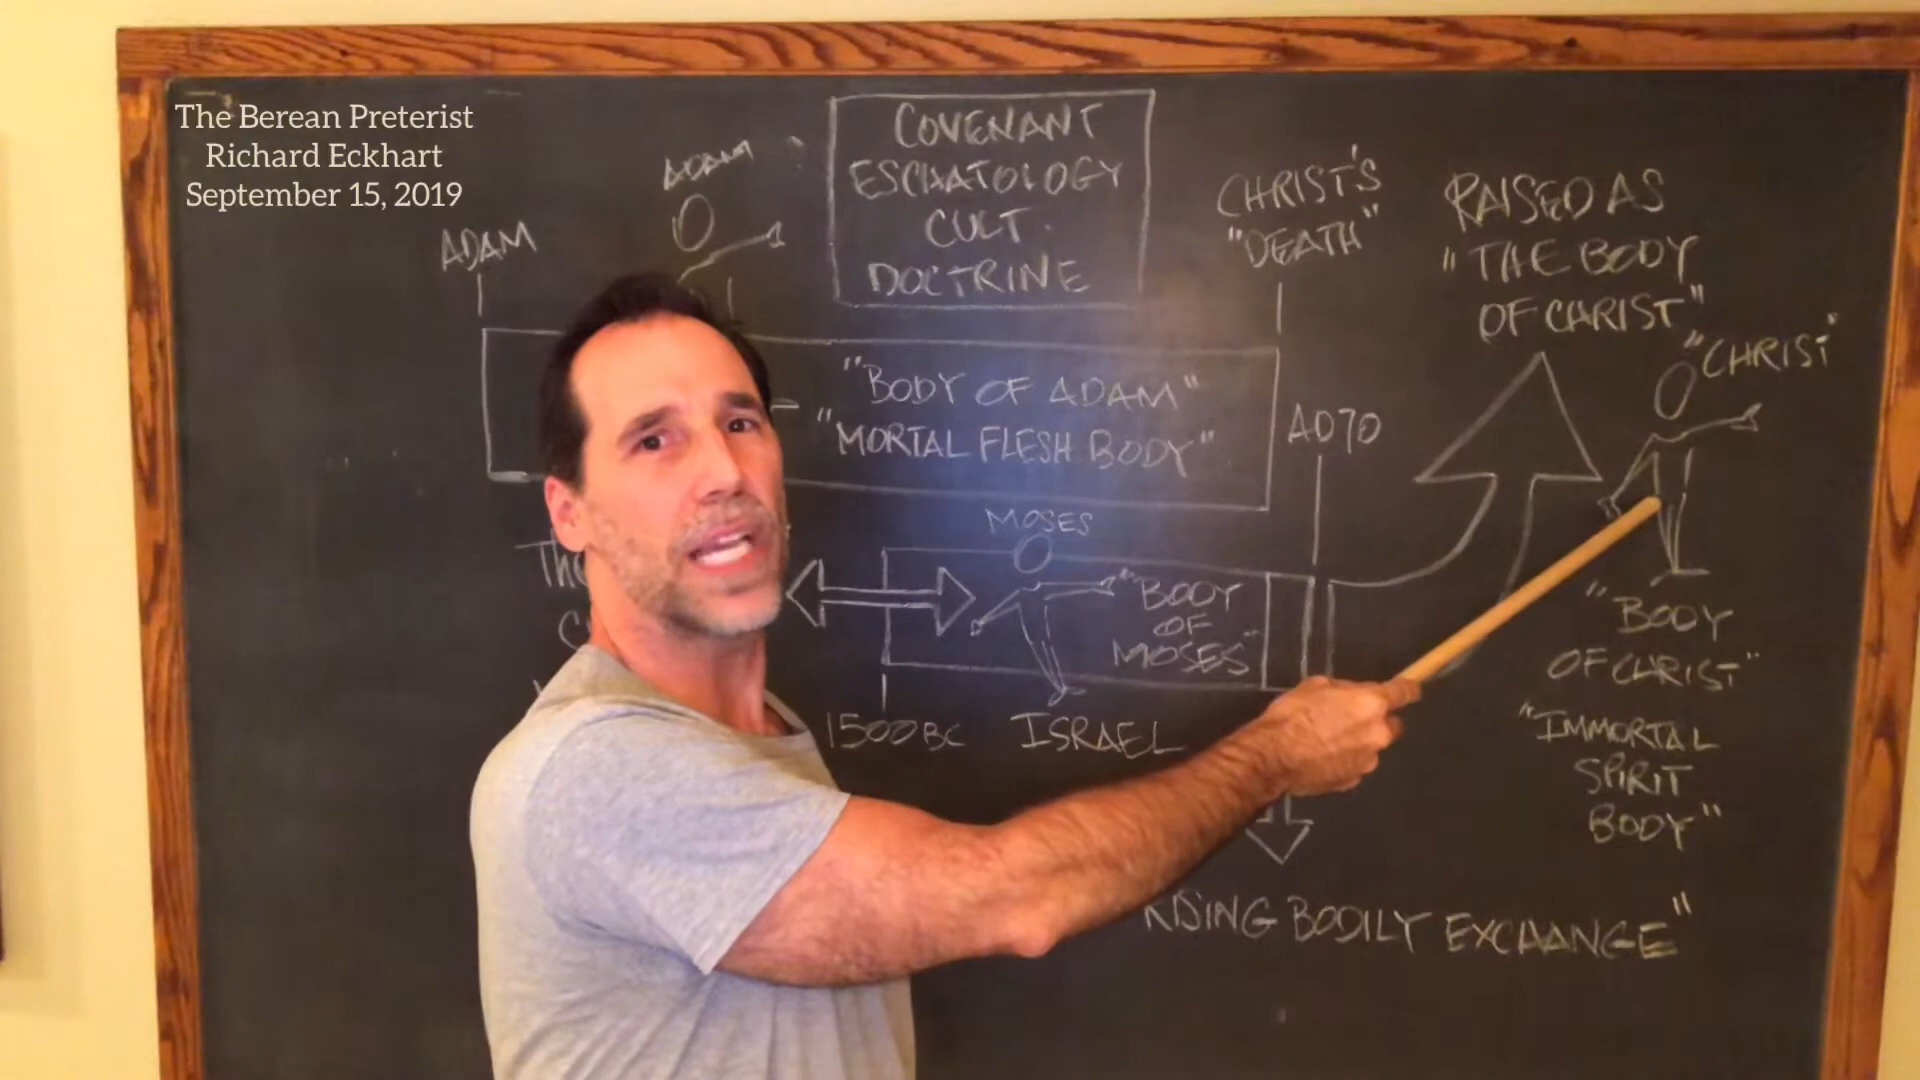 The Berean Preterist
Richard Eckhart
September 15, 2019
COVENANT
ESCHATOLOGY
CULT.
DOCTRINE
ADAM
ADAM
CHRIST'S
"DEATH"
RAISED AS
"THE BODY
OF CHRIST"
"CHRIST"
"BODY OF ADAM"
"MORTAL FLESH BODY"
AD70
MOSES
"BODY
OF
MOSES"
1500BC
ISRAEL
"BODY
OF CHRIST"
"IMMORTAL
SPIRIT
BODY"
RISING BODILY EXCHANGE"